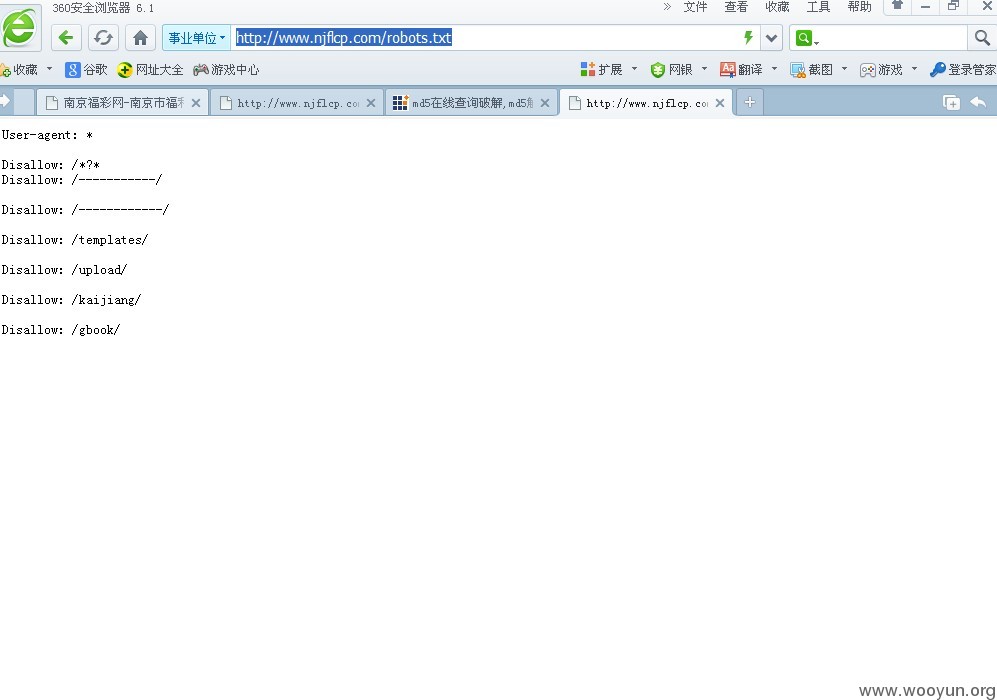 360安全浏览器 6.1
» 文件 查看 收藏 工具 帮助
事业单位 http://www.njflcp.com/robots.txt
收藏 谷歌 网址大全 游戏中心 扩展 网银 翻译 截图 游戏 登录管家
南京福彩网-南京市福 http://www.njflcp.co md5在线查询破解,md5 http://www.njflcp.co
User-agent: *
Disallow: /*?*
Disallow: /-----------/
Disallow: /------------/
Disallow: /templates/
Disallow: /upload/
Disallow: /kaijiang/
Disallow: /gbook/
www.wooyun.org